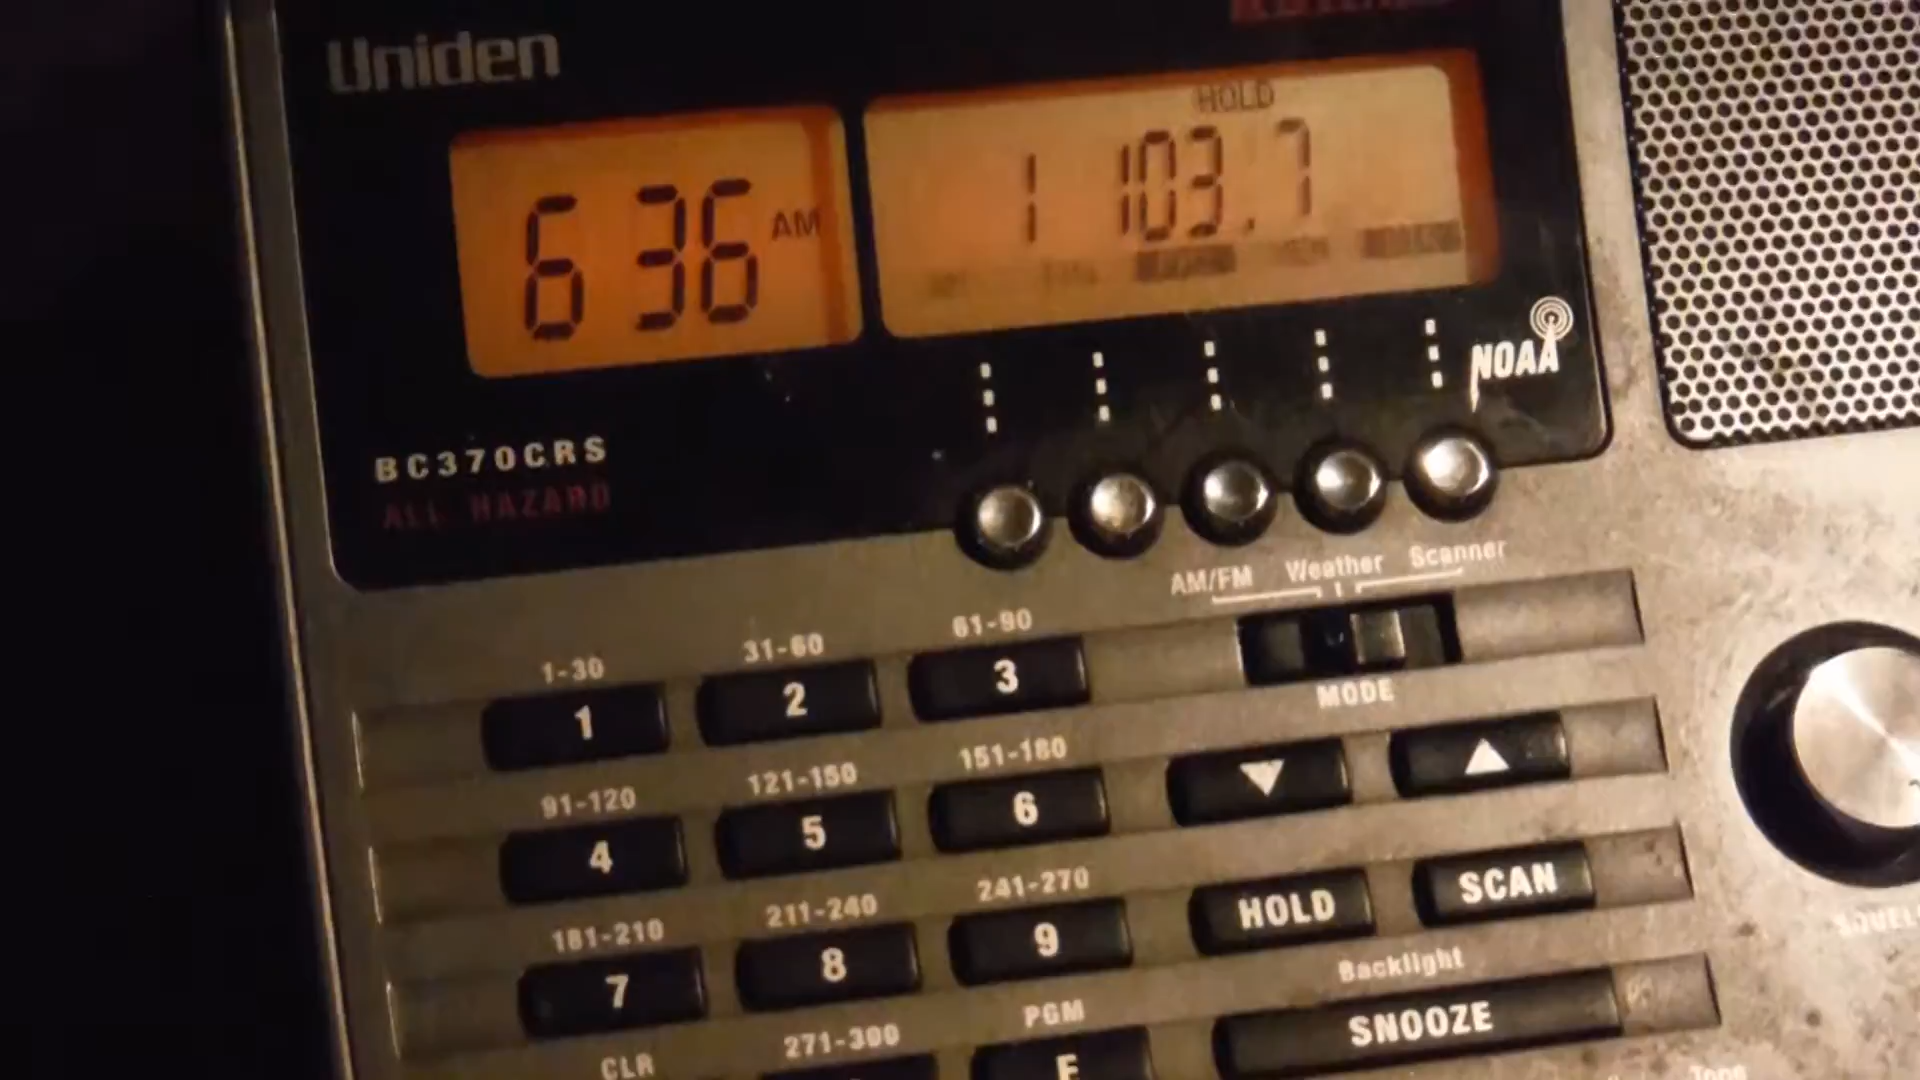 Uniden
HOLD
6 36 AM
1 103.7
NOAA
BC370CRS
ALL HAZARD
AM/FM Weather Scanner
MODE
1-30 31-60 61-90
1 2 3
91-120 121-150 151-180
4 5 6
181-210 211-240 241-270
7 8 9
HOLD SCAN
Backlight
SNOOZE
CLR 271-300 PGM